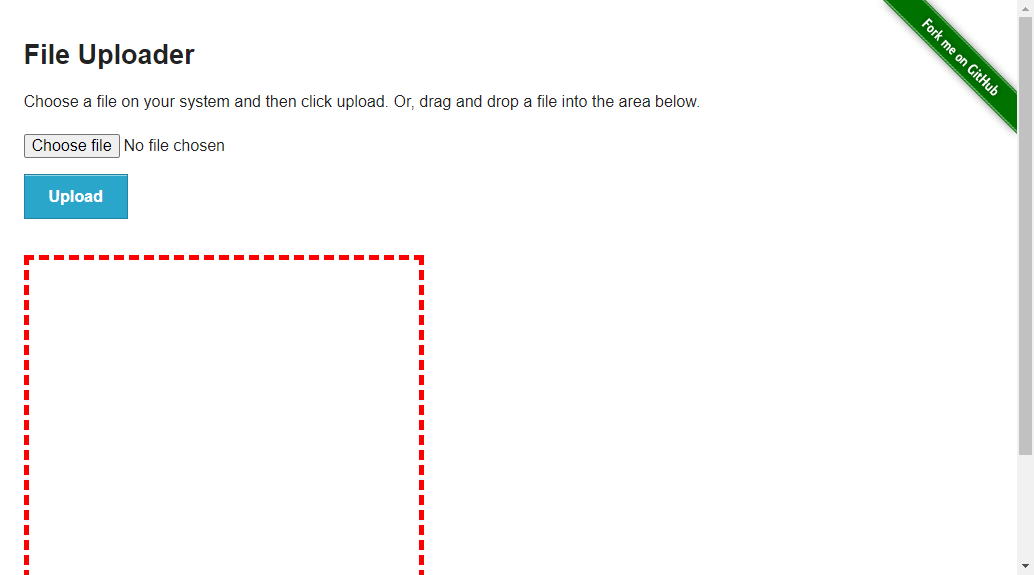 File Uploader
Choose a file on your system and then click upload. Or, drag and drop a file into the area below.
Choose file No file chosen
Upload
Fork me on GitHub